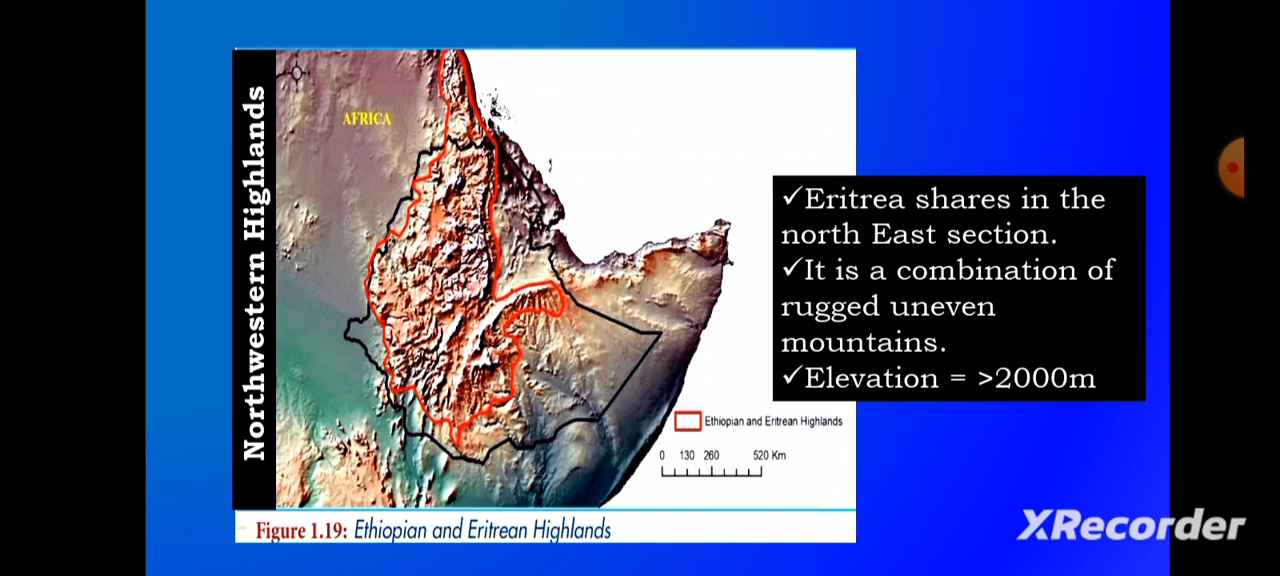 Northwestern Highlands
AFRICA
✓Eritrea shares in the
north East section.
✓It is a combination of
rugged uneven
mountains.
✓Elevation = >2000m
Ethiopian and Eritrean Highlands
0 130 260 520 Km
Figure 1.19: Ethiopian and Eritrean Highlands
XRecorder